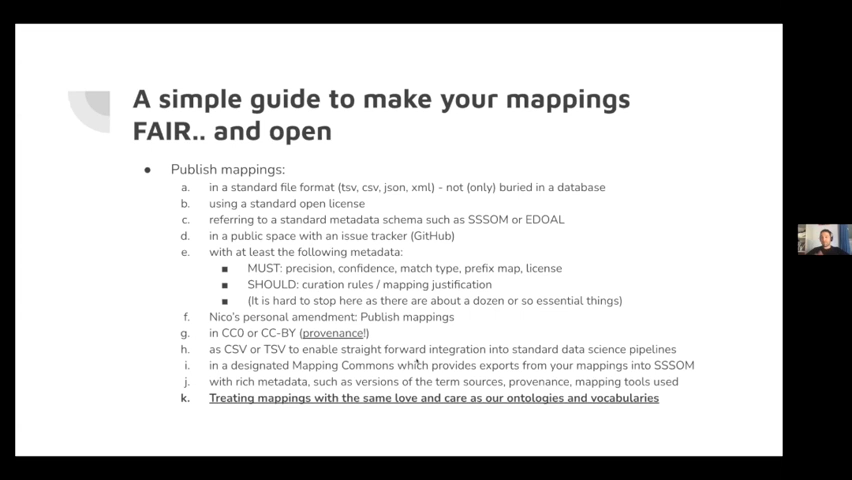 A simple guide to make your mappings
FAIR.. and open
● Publish mappings:
a. in a standard file format (tsv, csv, json, xml) - not (only) buried in a database
b. using a standard open license
c. referring to a standard metadata schema such as SSSOM or EDOAL
d. in a public space with an issue tracker (GitHub)
e. with at least the following metadata:
■ MUST: precision, confidence, match type, prefix map, license
■ SHOULD: curation rules / mapping justification
■ (It is hard to stop here as there are about a dozen or so essential things)
f. Nico's personal amendment: Publish mappings
g. in CC0 or CC-BY (provenance!)
h. as CSV or TSV to enable straight forward integration into standard data science pipelines
i. in a designated Mapping Commons which provides exports from your mappings into SSSOM
j. with rich metadata, such as versions of the term sources, provenance, mapping tools used
k. Treating mappings with the same love and care as our ontologies and vocabularies